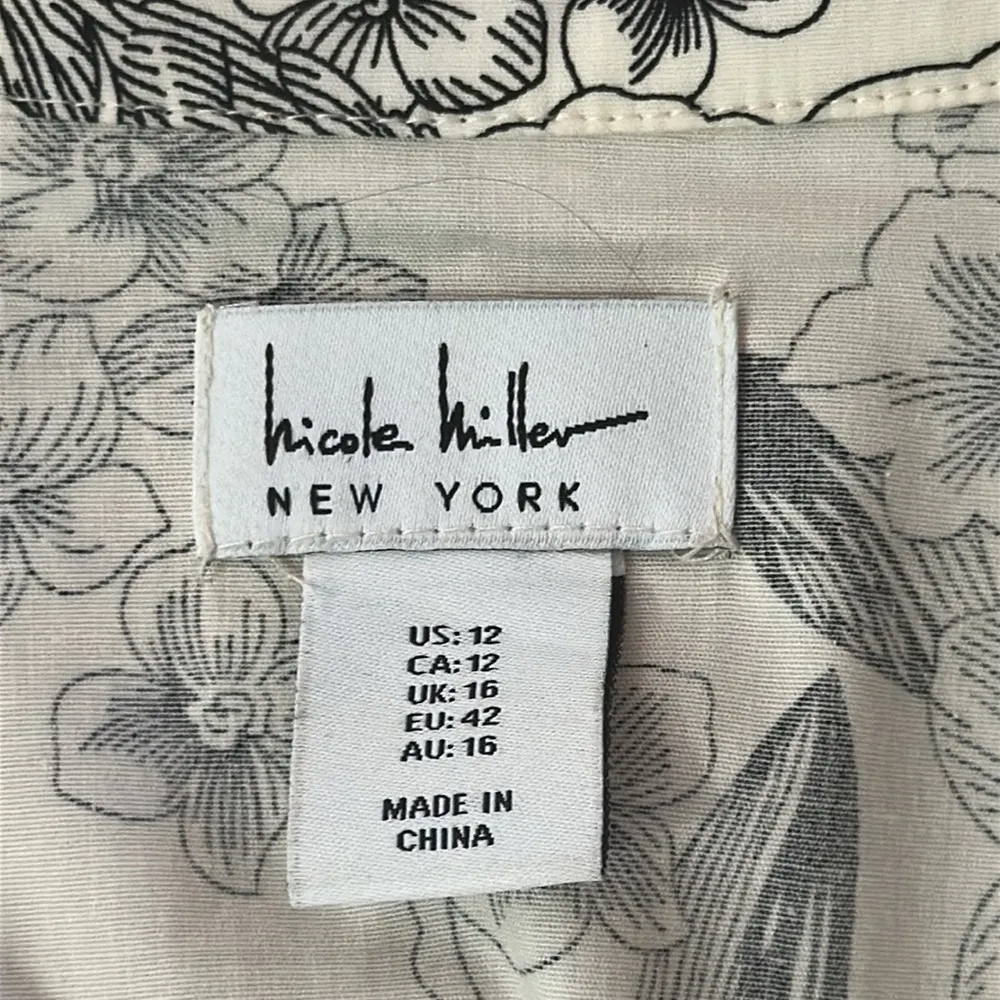 Nicole Miller
NEW YORK
US: 12
CA: 12
UK: 16
EU: 42
AU: 16
MADE IN
CHINA